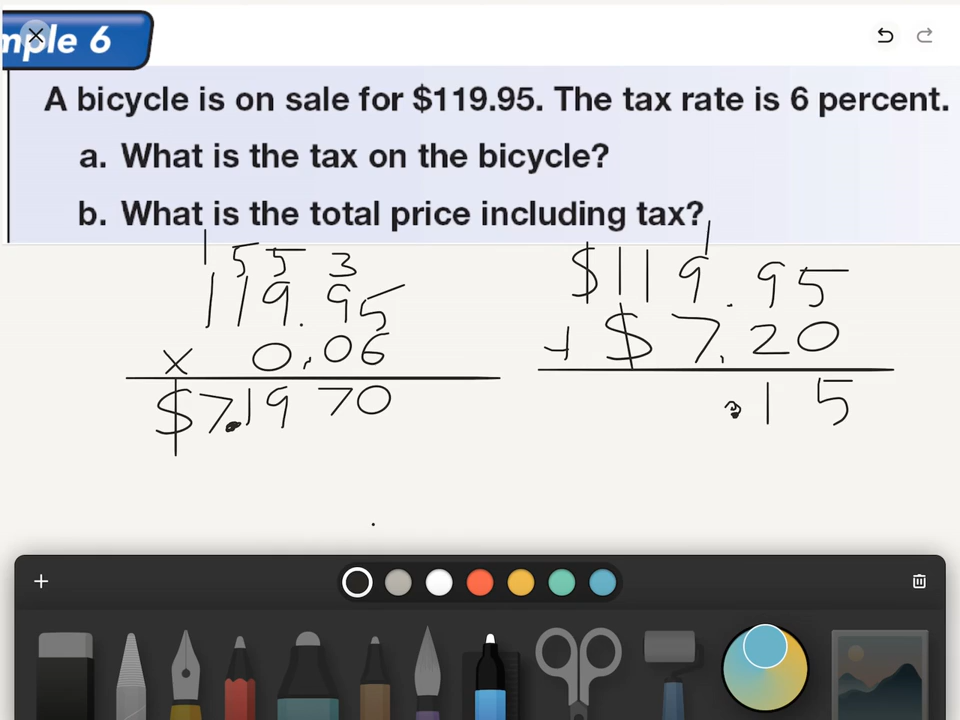 mple 6
A bicycle is on sale for $119.95. The tax rate is 6 percent.
a. What is the tax on the bicycle?
b. What is the total price including tax?
1 5 5 3
119.95
x 0.06
$7.1970
1
$119.95
+ $7.20
.15